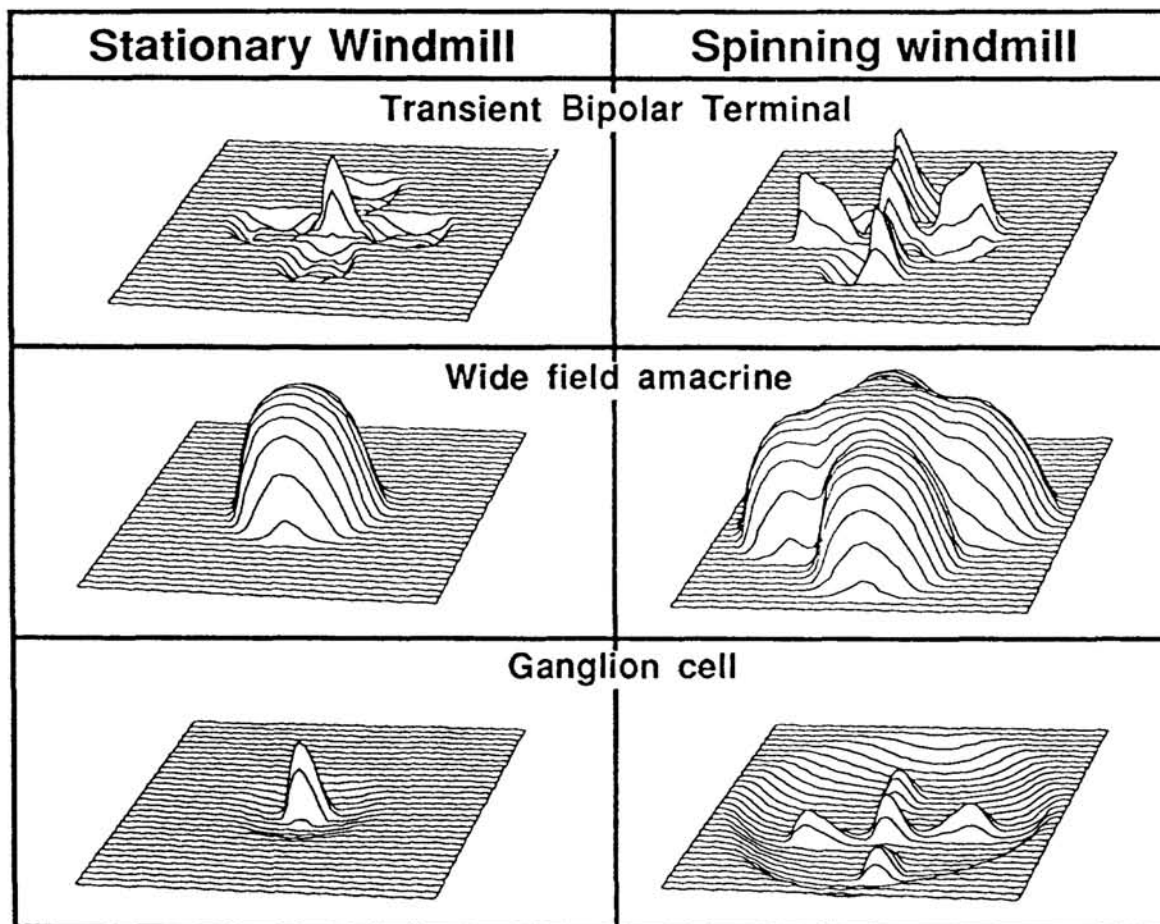 Stationary Windmill
Spinning windmill
Transient Bipolar Terminal
Wide field amacrine
Ganglion cell